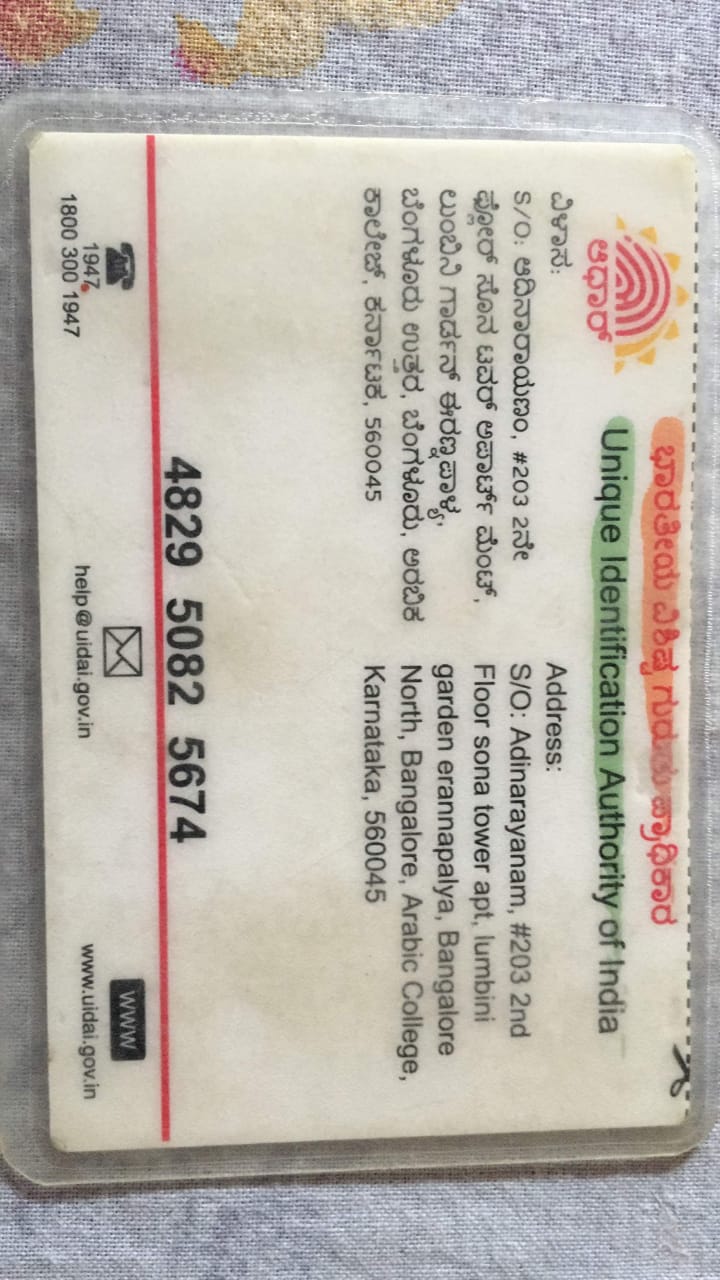 ಆಧಾರ್
ಭಾರತೀಯ ವಿಶಿಷ್ಟ ಪ್ರಾಧಿಕಾರ
Unique Identification Authority of India
ವಿಳಾಸ:
S/O: ಆದಿನಾರಾಯಣಂ, #203 2ನೇ
ಫ್ಲೋರ್ ಸೊನ ಟವರ್ ಅಪಾರ್ಟ್ ಮೆಂಟ್,
ಲುಂಬಿನಿ ಗಾರ್ಡನ್ ಈರಣ್ಣಪಾಳ್ಯ,
ಬೆಂಗಳೂರು ಉತ್ತರ, ಬೆಂಗಳೂರು, ಅರಬಿಕ
ಕಾಲೇಜ್, ಕರ್ನಾಟಕ, 560045
Address:
S/O: Adinarayanam, #203 2nd
Floor sona tower apt, lumbini
garden erannapalya, Bangalore
North, Bangalore, Arabic College,
Karnataka, 560045
4829 5082 5674
1947
1800 300 1947
help@uidai.gov.in
www
www.uidai.gov.in